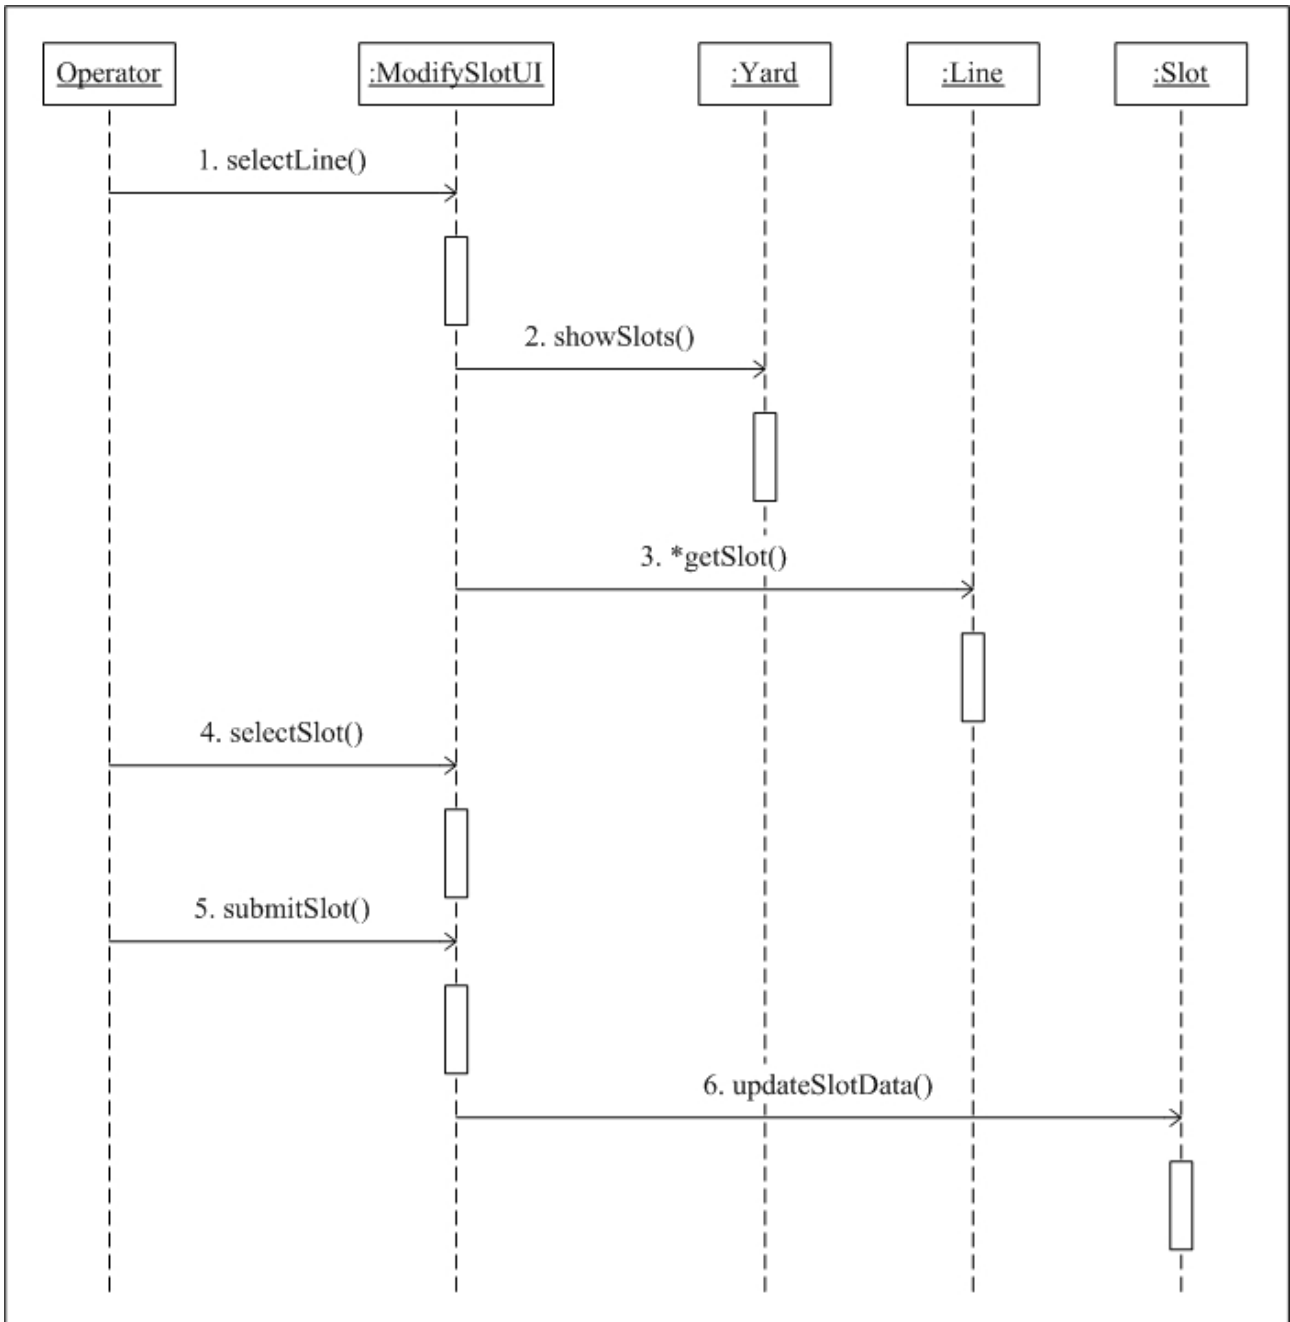 Operator :ModifySlotUI :Yard :Line :Slot
1. selectLine()
2. showSlots()
3. *getSlot()
4. selectSlot()
5. submitSlot()
6. updateSlotData()